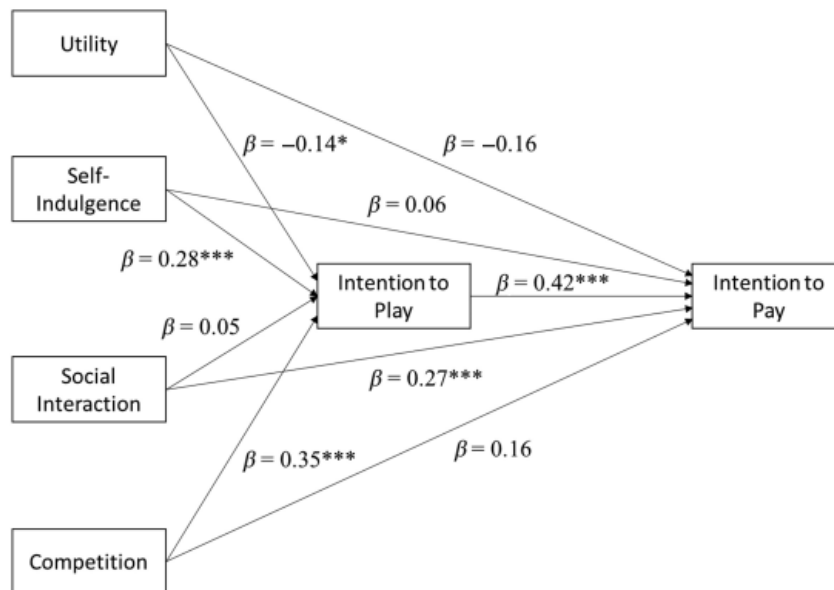 Utility
β = −0.14*
β = −0.16
Self-
Indulgence
β = 0.06
β = 0.28***
Intention to
Play
β = 0.42***
Intention to
Pay
β = 0.05
Social
Interaction
β = 0.27***
β = 0.35***
β = 0.16
Competition